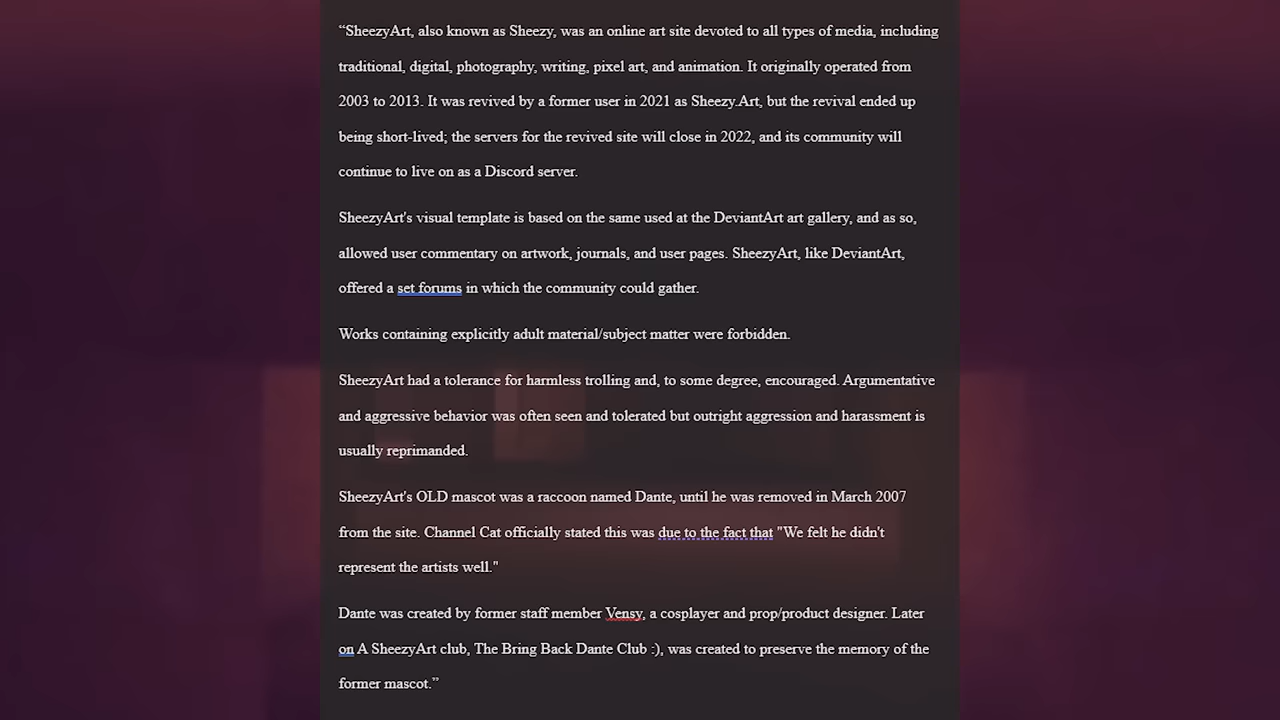 “SheezyArt, also known as Sheezy, was an online art site devoted to all types of media, including
traditional, digital, photography, writing, pixel art, and animation. It originally operated from
2003 to 2013. It was revived by a former user in 2021 as Sheezy.Art, but the revival ended up
being short-lived; the servers for the revived site will close in 2022, and its community will
continue to live on as a Discord server.
SheezyArt's visual template is based on the same used at the DeviantArt art gallery, and as so,
allowed user commentary on artwork, journals, and user pages. SheezyArt, like DeviantArt,
offered a set forums in which the community could gather.
Works containing explicitly adult material/subject matter were forbidden.
SheezyArt had a tolerance for harmless trolling and, to some degree, encouraged. Argumentative
and aggressive behavior was often seen and tolerated but outright aggression and harassment is
usually reprimanded.
SheezyArt's OLD mascot was a raccoon named Dante, until he was removed in March 2007
from the site. Channel Cat officially stated this was due to the fact that "We felt he didn't
represent the artists well."
Dante was created by former staff member Vensy, a cosplayer and prop/product designer. Later
on A SheezyArt club, The Bring Back Dante Club :), was created to preserve the memory of the
former mascot.”